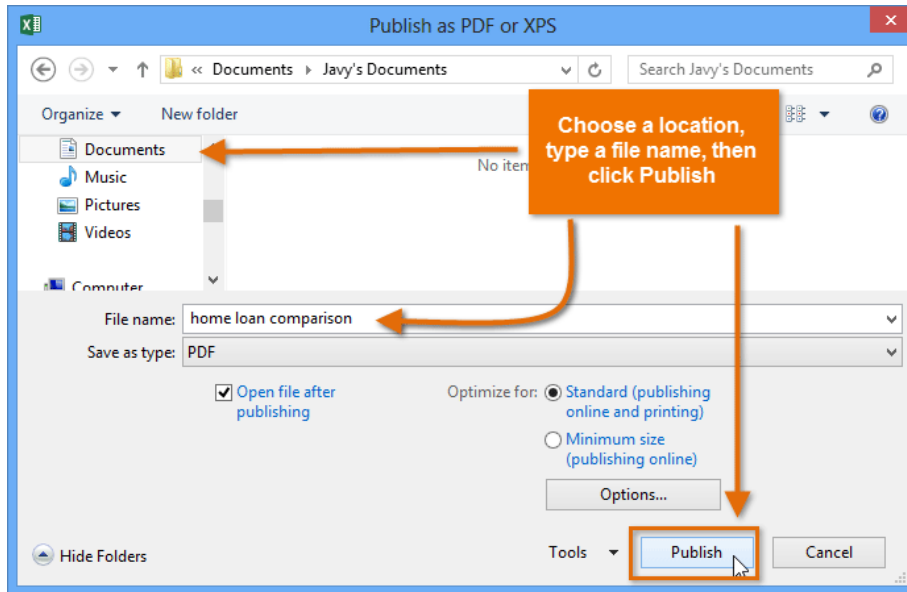 Publish as PDF or XPS
« Documents Javy's Documents
Search Javy's Documents
Organize
New folder
Choose a location,
type a file name, then
click Publish
Documents
No item
Music
Pictures
Videos
Computer
File name: home loan comparison
Save as type: PDF
Open file after
publishing
Optimize for: Standard (publishing
online and printing)
Minimum size
(publishing online)
Options...
Hide Folders
Tools
Publish
Cancel